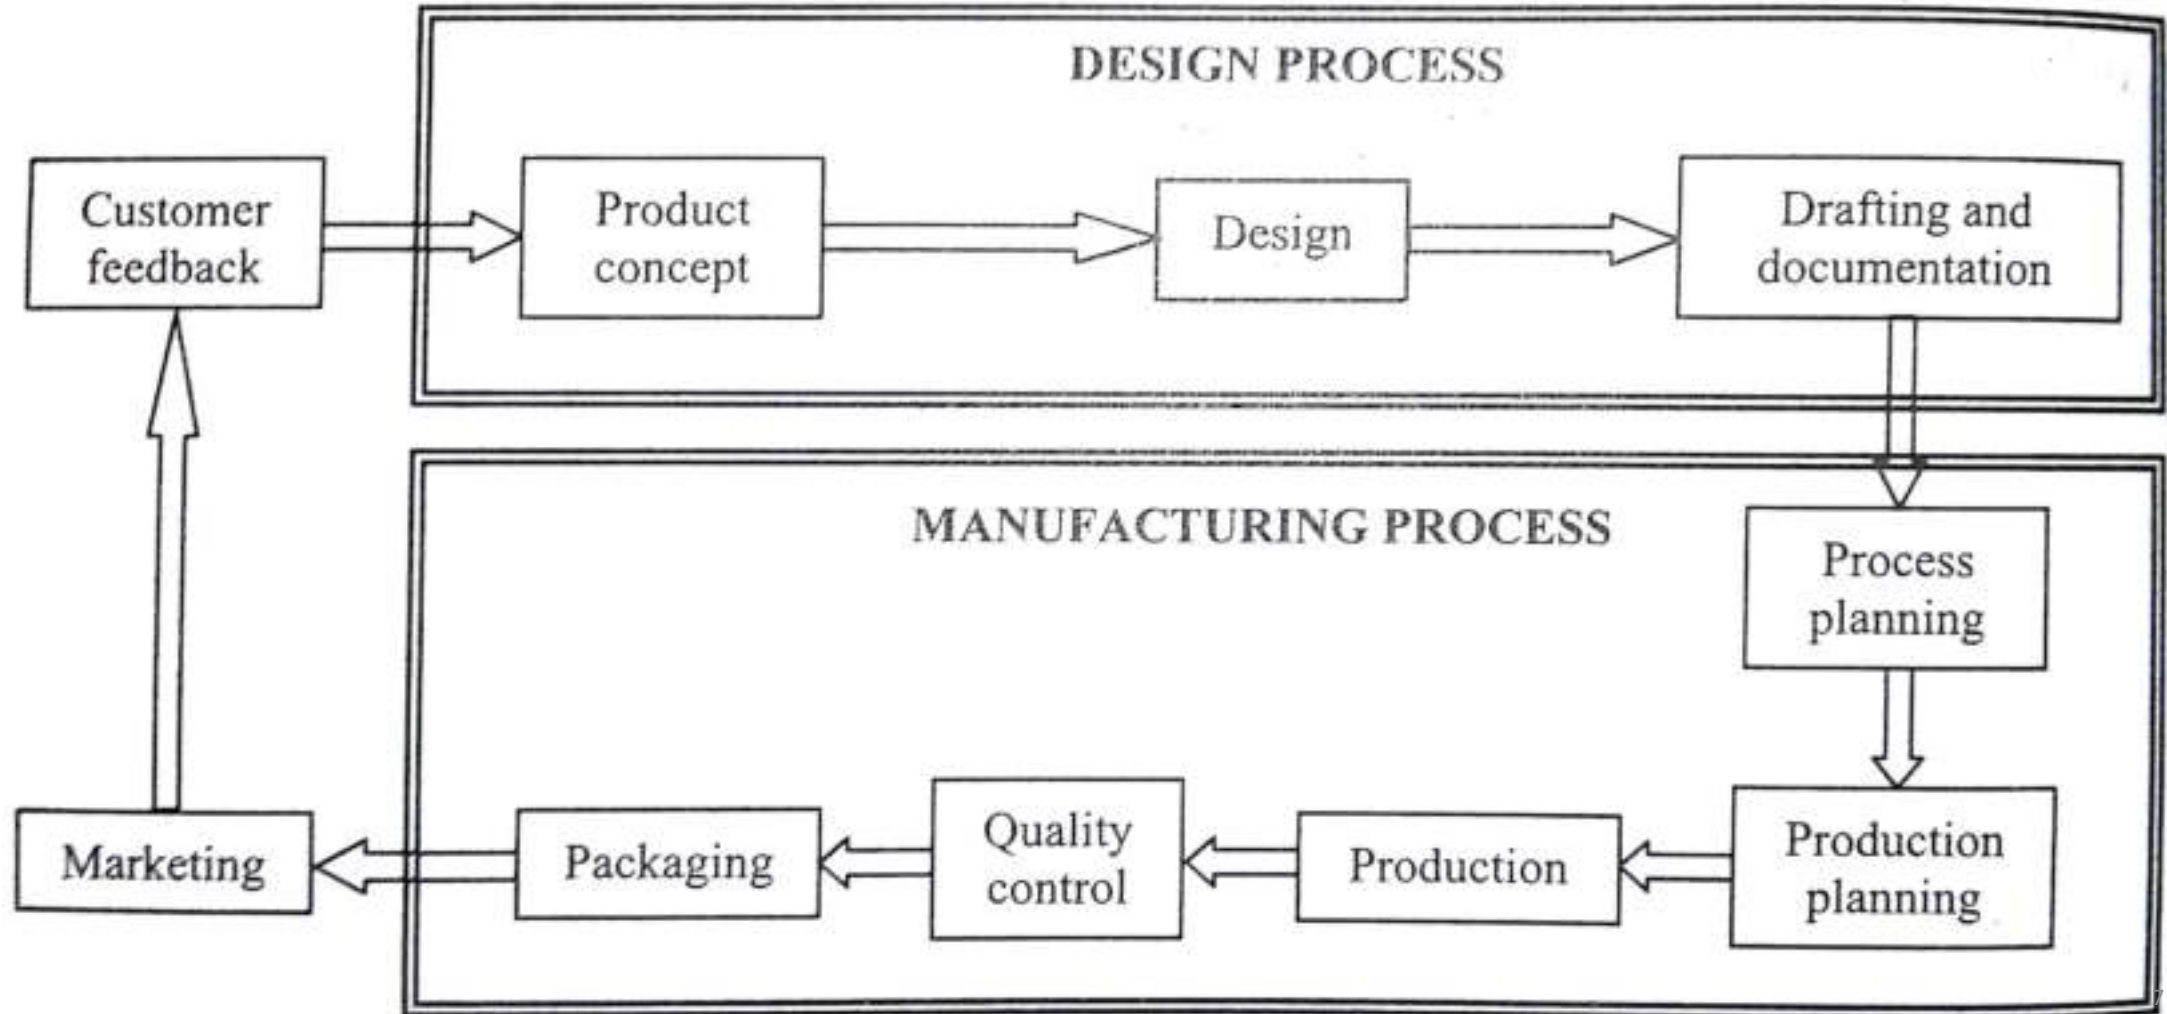 DESIGN PROCESS
Customer
feedback
Product
concept
Design
Drafting and
documentation
MANUFACTURING PROCESS
Process
planning
Marketing
Packaging
Quality
control
Production
Production
planning
7